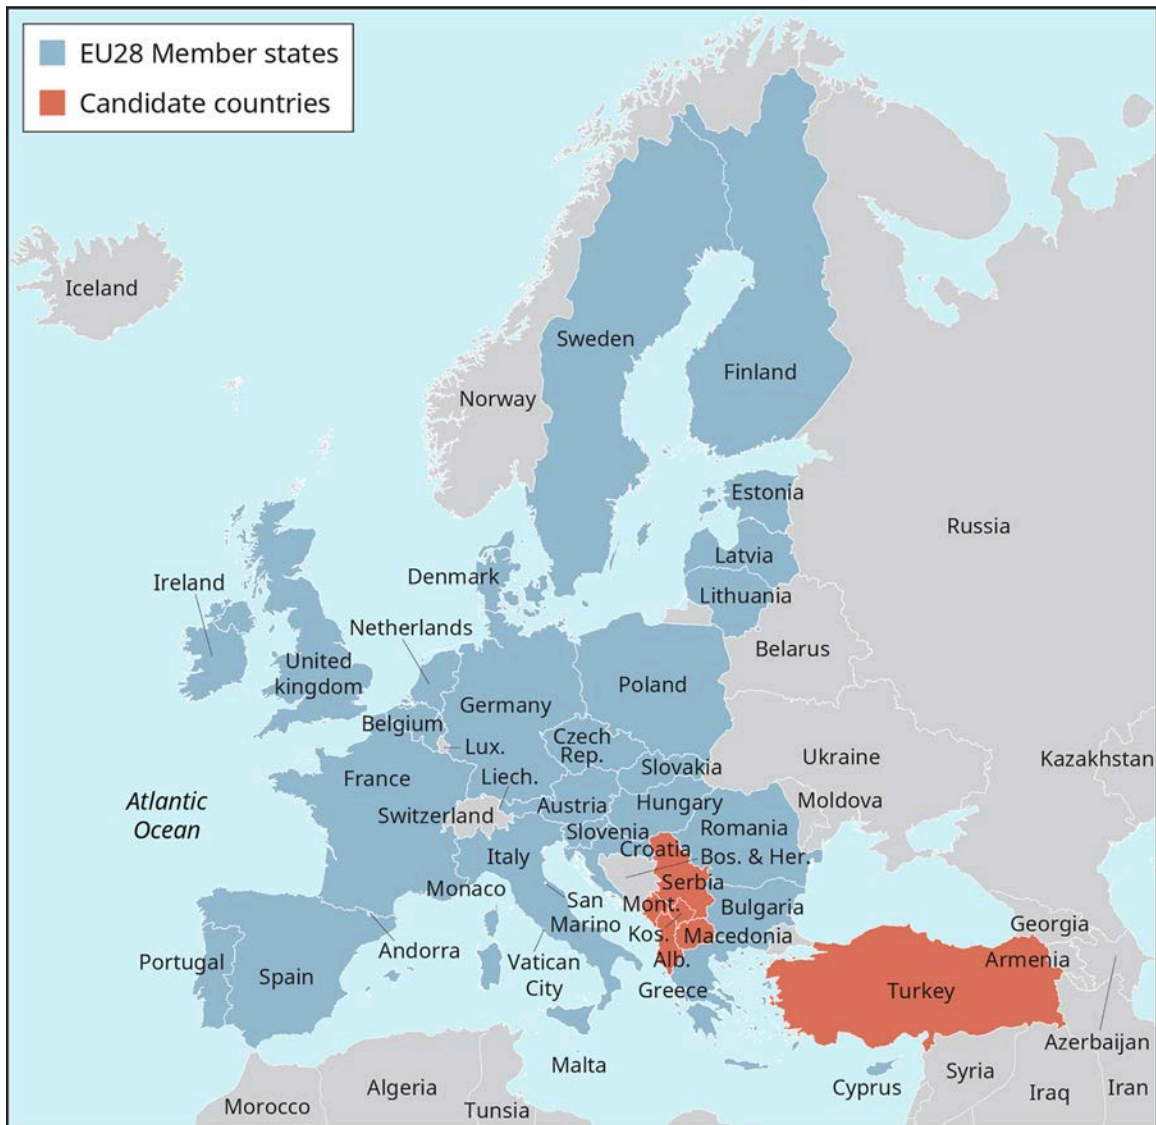 EU28 Member states
Candidate countries
Iceland
Sweden
Finland
Norway
Estonia
Russia
Latvia
Denmark
Ireland
Lithuania
Netherlands
Belarus
United
kingdom
Poland
Germany
Belgium
Czech
Rep.
Lux.
Ukraine
Kazakhstan
Slovakia
France
Liech.
Atlantic
Ocean
Switzerland
Austria
Hungary
Moldova
Slovenia
Romania
Croatia
Italy
Bos. & Her.
Serbia
Monaco
San
Marino
Mont.
Bulgaria
Georgia
Kos.
Macedonia
Andorra
Portugal
Spain
Vatican
City
Alb.
Armenia
Greece
Turkey
Azerbaijan
Malta
Syria
Cyprus
Algeria
Iraq
Iran
Morocco
Tunsia